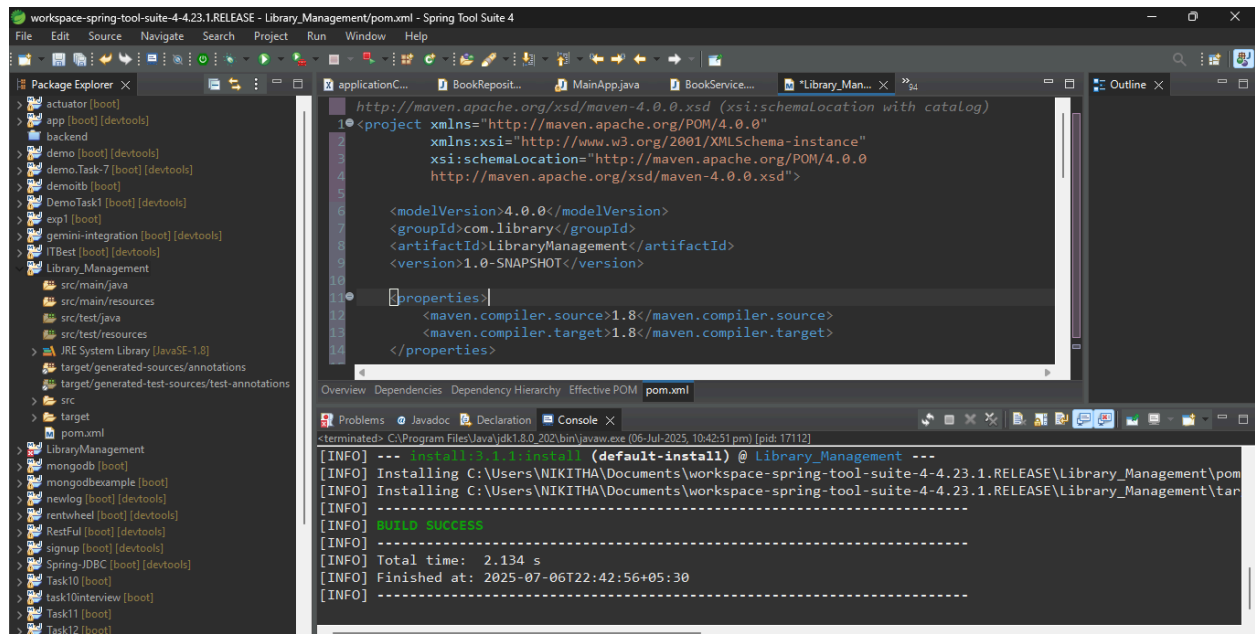 workspace-spring-tool-suite-4-4.23.1.RELEASE - Library_Management/pom.xml - Spring Tool Suite 4
File Edit Source Navigate Search Project Run Window Help
Package Explorer
actuator [boot]
app [boot] [devtools]
backend
demo [boot] [devtools]
demo.Task-7 [boot] [devtools]
demoitb [boot]
DemoTask1 [boot] [devtools]
exp1 [boot]
gemini-integration [boot] [devtools]
ITBest [boot] [devtools]
Library_Management
src/main/java
src/main/resources
src/test/java
src/test/resources
JRE System Library [JavaSE-1.8]
target/generated-sources/annotations
target/generated-test-sources/test-annotations
src
target
pom.xml
LibraryManagement
mongodb [boot]
mongodbexample [boot]
newlog [boot] [devtools]
rentwheel [boot] [devtools]
RestFul [boot] [devtools]
signup [boot] [devtools]
Spring-JDBC [boot] [devtools]
Task10 [boot]
task10interview [boot]
Task11 [boot]
Task12 [boot]
applicationC... BookReposit... MainApp.java BookService.... *Library_Man... 94
http://maven.apache.org/xsd/maven-4.0.0.xsd (xsi:schemaLocation with catalog)
1 <project xmlns="http://maven.apache.org/POM/4.0.0"
2 xmlns:xsi="http://www.w3.org/2001/XMLSchema-instance"
3 xsi:schemaLocation="http://maven.apache.org/POM/4.0.0
4 http://maven.apache.org/xsd/maven-4.0.0.xsd">
5
6 <modelVersion>4.0.0</modelVersion>
7 <groupId>com.library</groupId>
8 <artifactId>LibraryManagement</artifactId>
9 <version>1.0-SNAPSHOT</version>
10
11 <properties>
12 <maven.compiler.source>1.8</maven.compiler.source>
13 <maven.compiler.target>1.8</maven.compiler.target>
14 </properties>
Overview Dependencies Dependency Hierarchy Effective POM pom.xml
Outline
Problems Javadoc Declaration Console
<terminated> C:\Program Files\Java\jdk1.8.0_202\bin\javaw.exe (06-Jul-2025, 10:42:51 pm) [pid: 17112]
[INFO] --- install:3.1.1:install (default-install) @ Library_Management ---
[INFO] Installing C:\Users\NIKITHA\Documents\workspace-spring-tool-suite-4-4.23.1.RELEASE\Library_Management\pom
[INFO] Installing C:\Users\NIKITHA\Documents\workspace-spring-tool-suite-4-4.23.1.RELEASE\Library_Management\tar
[INFO] ------------------------------------------------------------------------
[INFO] BUILD SUCCESS
[INFO] ------------------------------------------------------------------------
[INFO] Total time:  2.134 s
[INFO] Finished at: 2025-07-06T22:42:56+05:30
[INFO] ------------------------------------------------------------------------